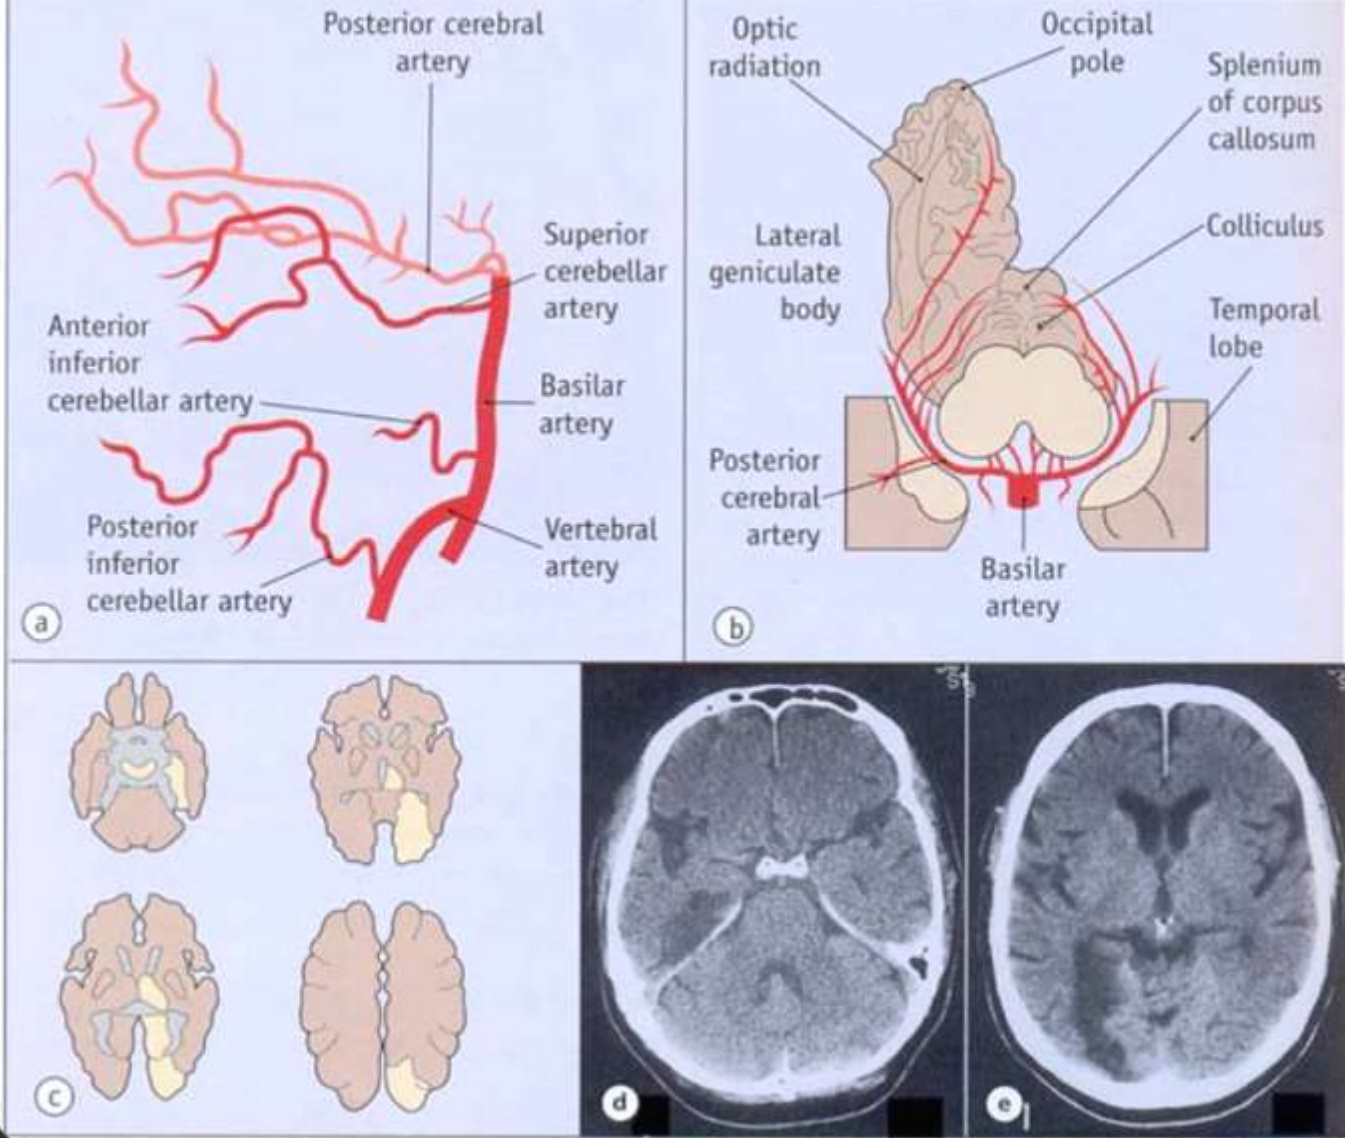 Posterior cerebral
artery
Superior
cerebellar
artery
Anterior
inferior
cerebellar artery
Basilar
artery
Posterior
inferior
cerebellar artery
Vertebral
artery
a
Optic
radiation
Occipital
pole
Splenium
of corpus
callosum
Lateral
geniculate
body
Colliculus
Temporal
lobe
Posterior
cerebral
artery
Basilar
artery
b
c
d
e